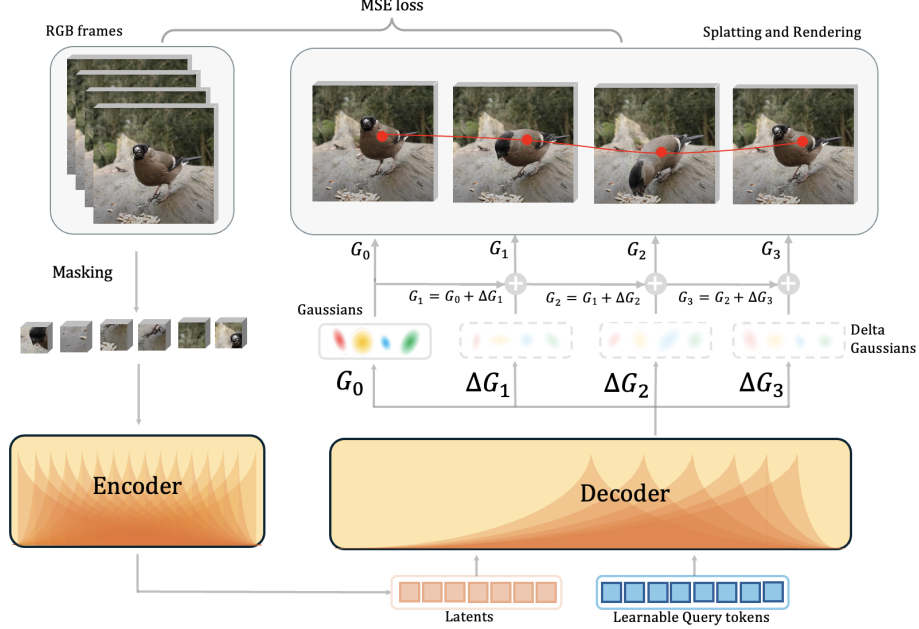 MSE loss
RGB frames
Splatting and Rendering
Masking
G₀
G₁
G₂
G₃
G₁ = G₀ + ΔG₁
G₂ = G₁ + ΔG₂
G₃ = G₂ + ΔG₃
Gaussians
Delta
Gaussians
G₀
ΔG₁
ΔG₂
ΔG₃
Encoder
Decoder
Latents
Learnable Query tokens